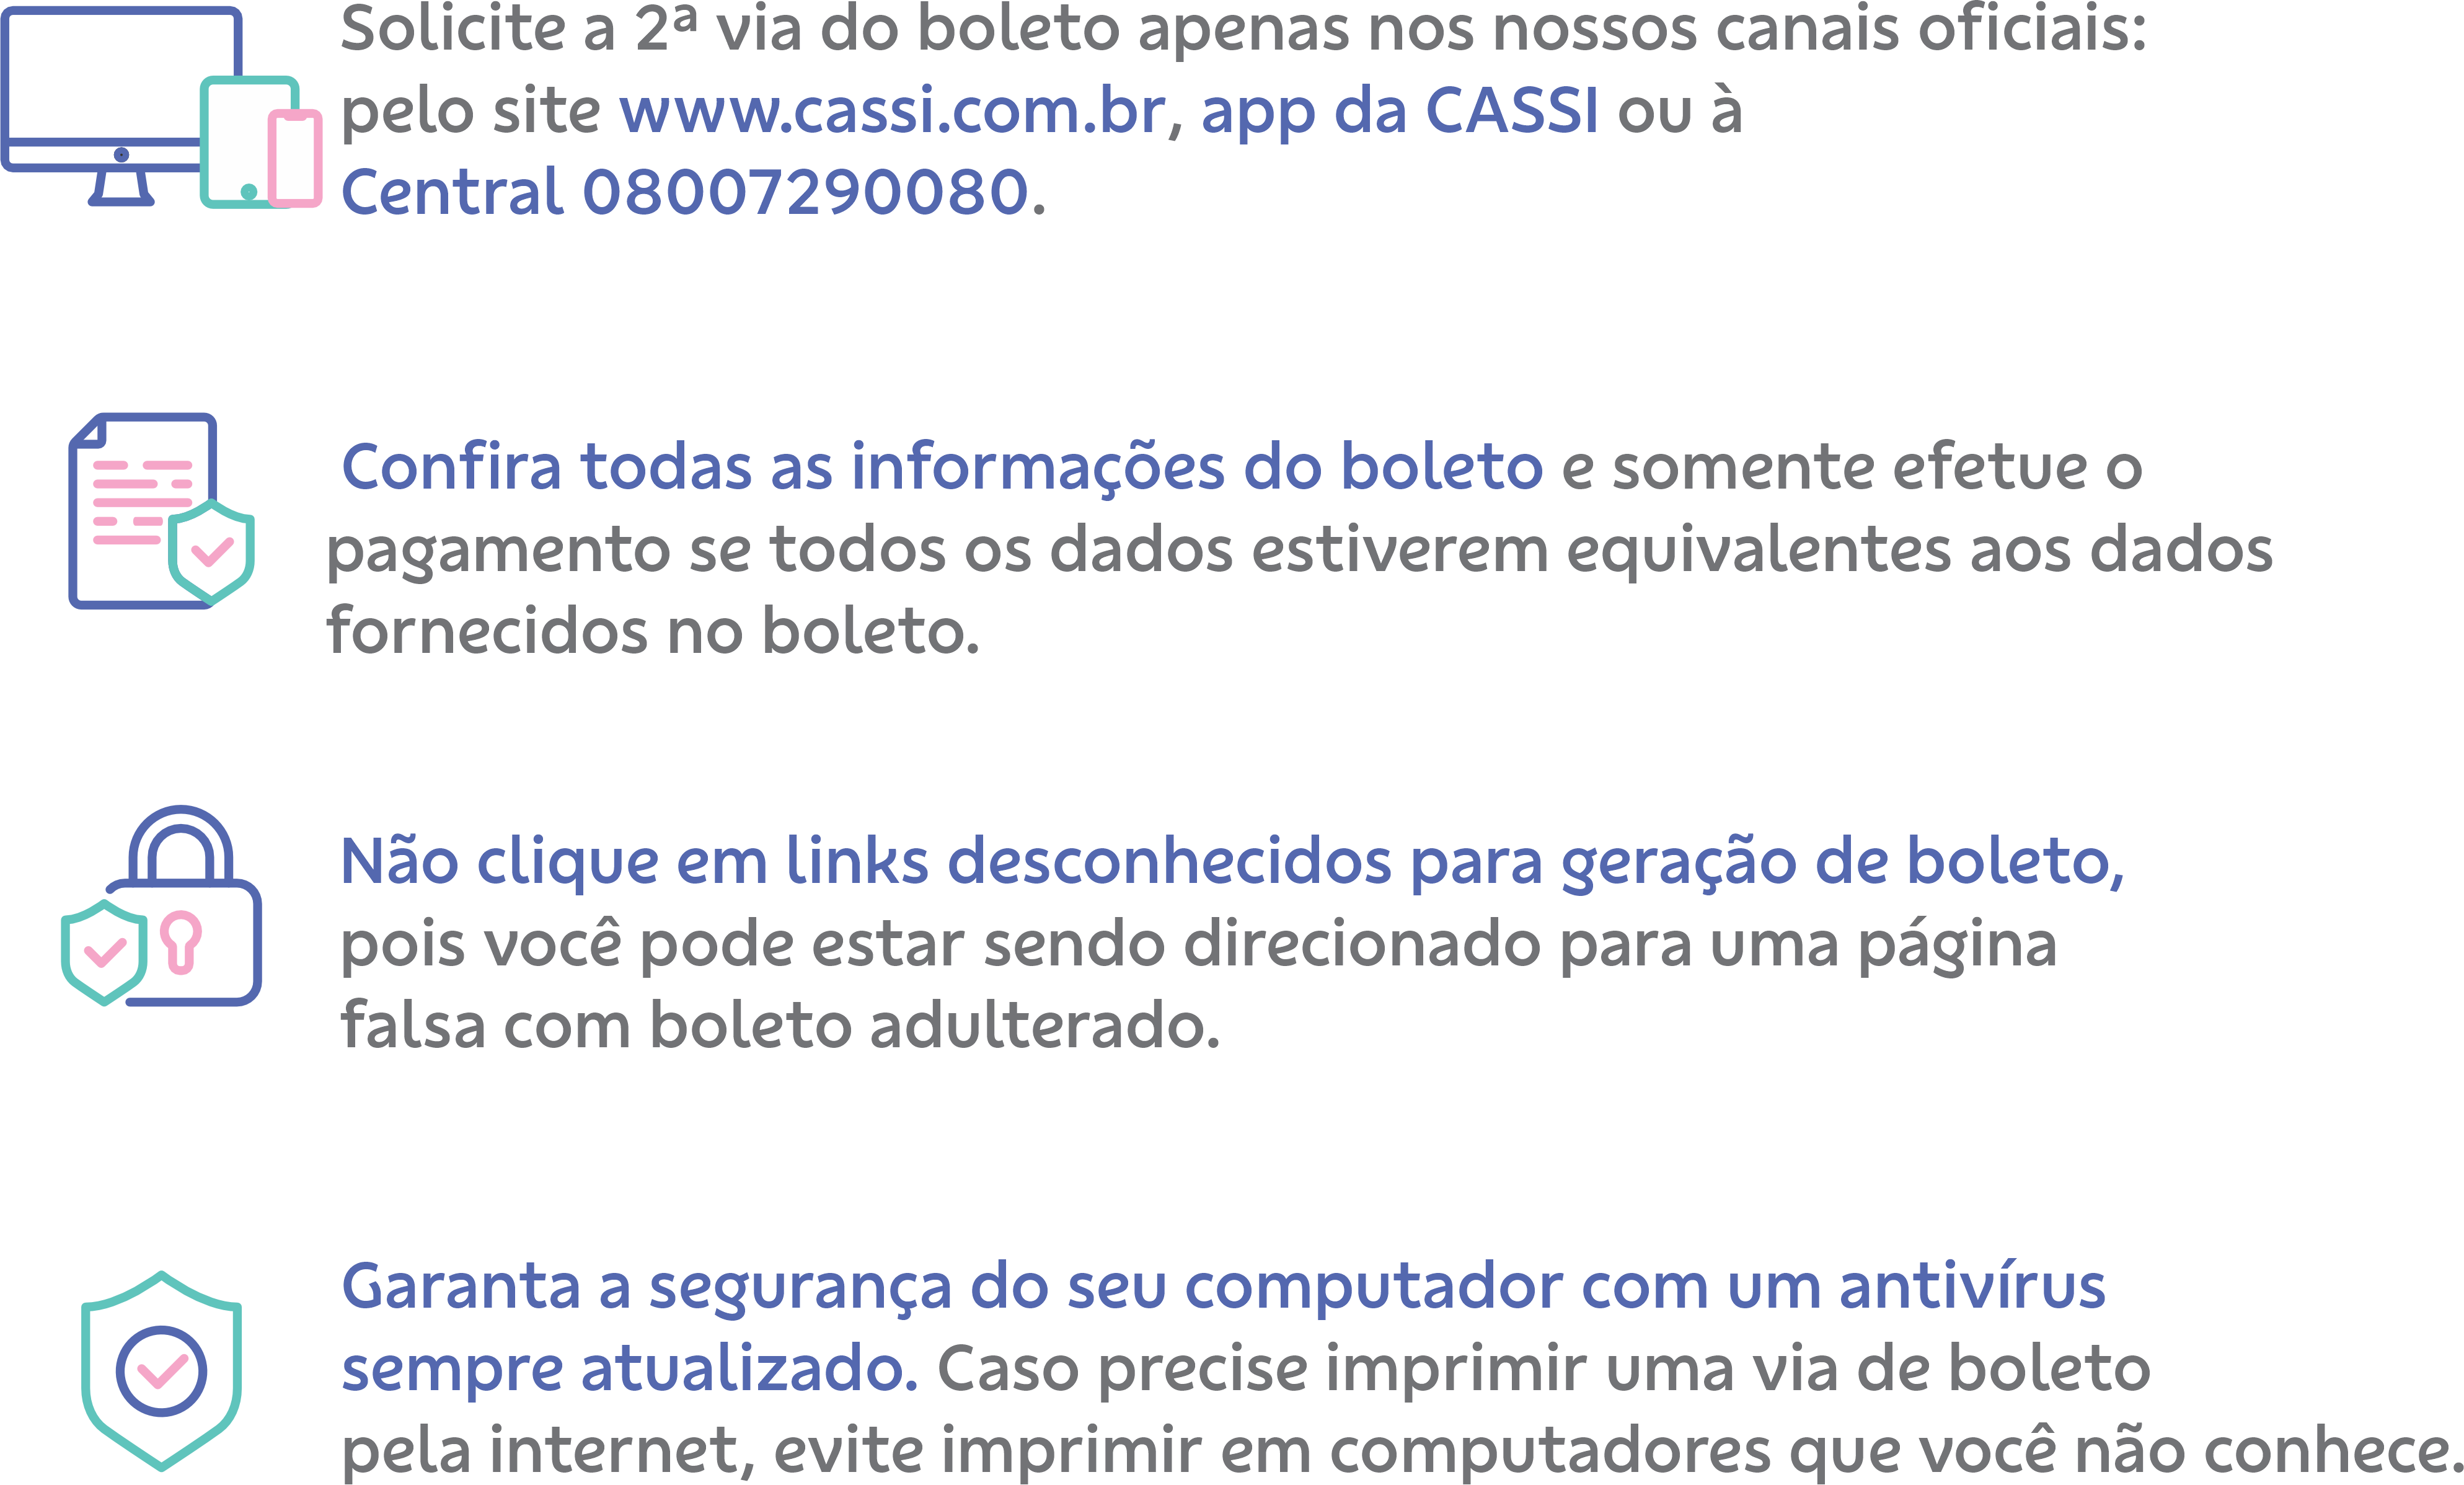 Solicite a 2ª via do boleto apenas nos nossos canais oficiais:
pelo site www.cassi.com.br, app da CASSI ou à
Central 08007290080.
Confira todas as informações do boleto e somente efetue o
pagamento se todos os dados estiverem equivalentes aos dados
fornecidos no boleto.
Não clique em links desconhecidos para geração de boleto,
pois você pode estar sendo direcionado para uma página
falsa com boleto adulterado.
Garanta a segurança do seu computador com um antivírus
sempre atualizado. Caso precise imprimir uma via de boleto
pela internet, evite imprimir em computadores que você não conhece.